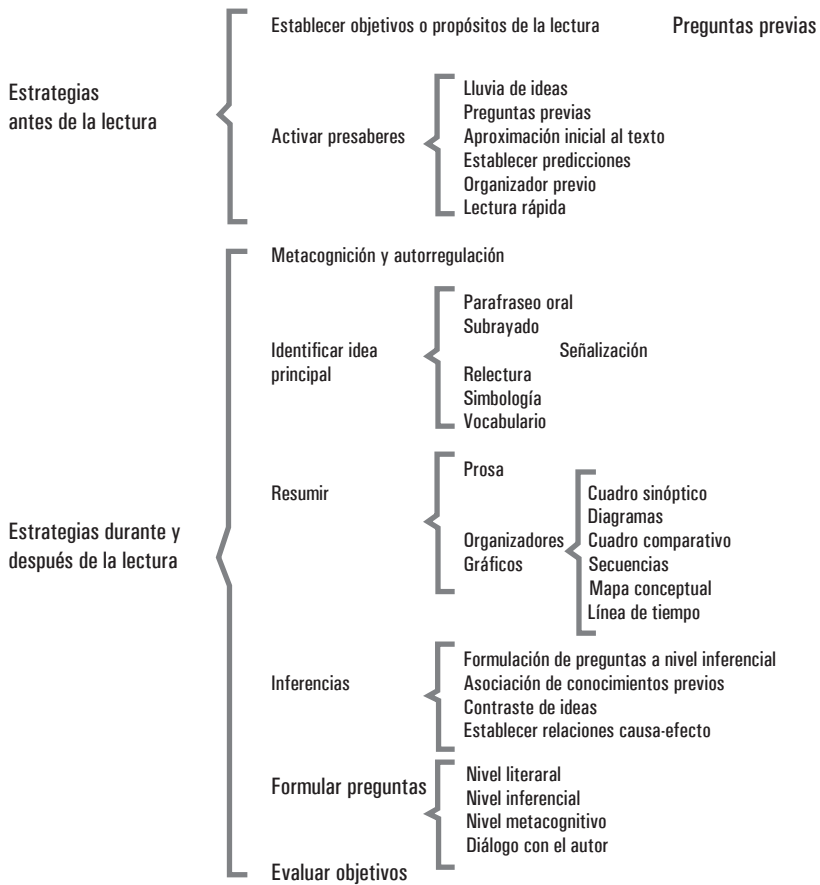 Establecer objetivos o propósitos de la lectura Preguntas previas
Estrategias
antes de la lectura
Activar presaberes
Lluvia de ideas
Preguntas previas
Aproximación inicial al texto
Establecer predicciones
Organizador previo
Lectura rápida
Estrategias durante y
después de la lectura
Metacognición y autorregulación
Identificar idea
principal
Parafraseo oral
Subrayado
Señalización
Relectura
Simbología
Vocabulario
Resumir
Prosa
Organizadores
Gráficos
Cuadro sinóptico
Diagramas
Cuadro comparativo
Secuencias
Mapa conceptual
Línea de tiempo
Inferencias
Formulación de preguntas a nivel inferencial
Asociación de conocimientos previos
Contraste de ideas
Establecer relaciones causa-efecto
Formular preguntas
Nivel literaral
Nivel inferencial
Nivel metacognitivo
Diálogo con el autor
Evaluar objetivos